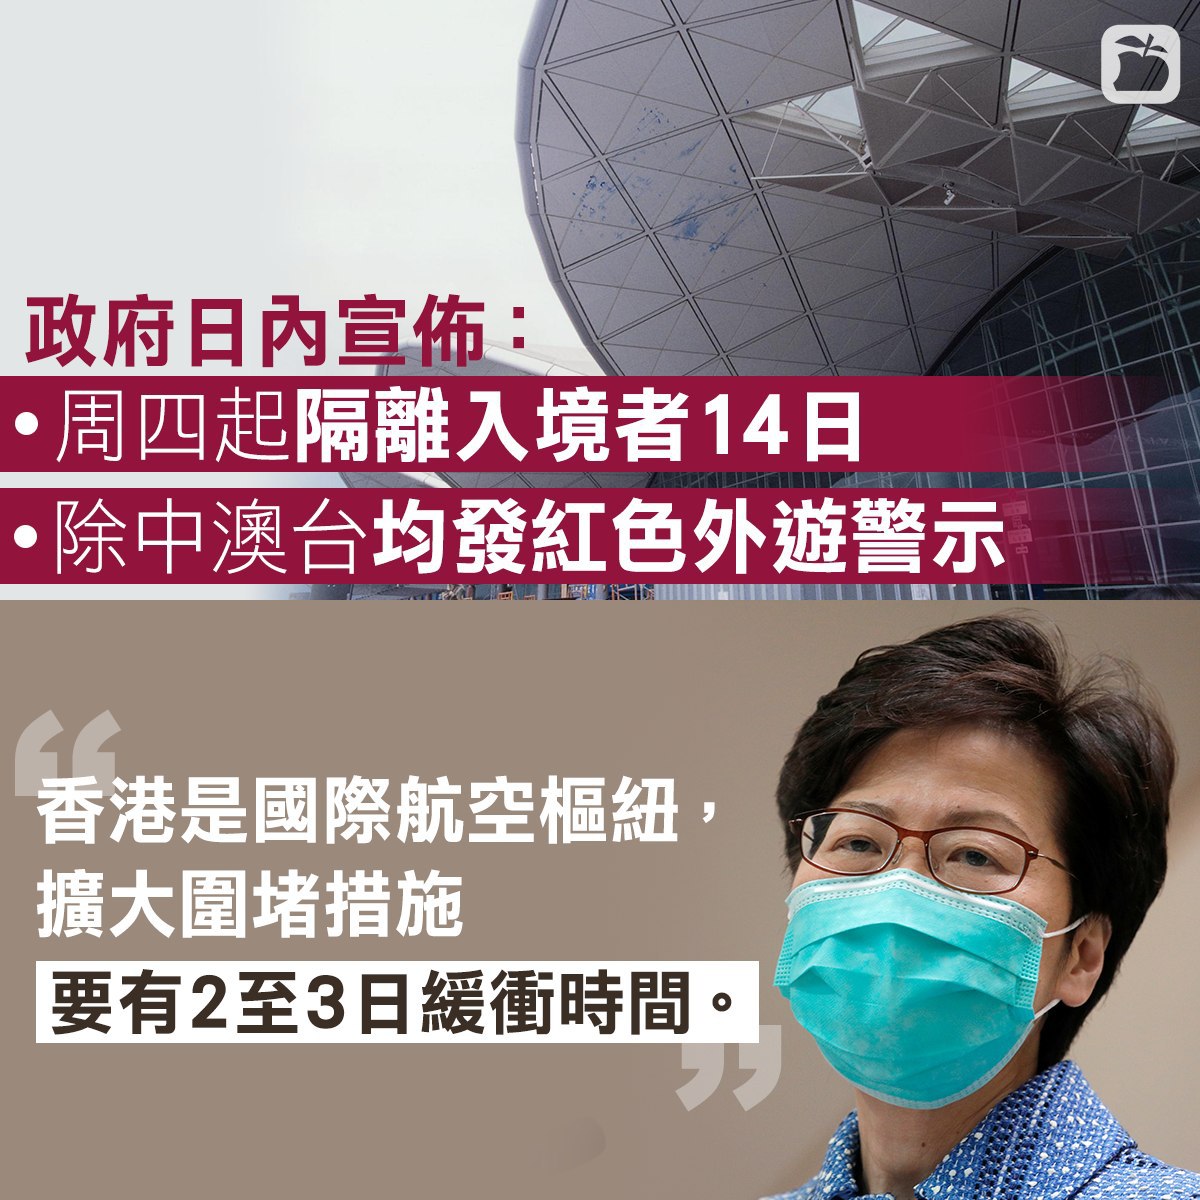 政府日內宣佈：
•周四起隔離入境者14日
•除中澳台均發紅色外遊警示
“香港是國際航空樞紐，
擴大圍堵措施
要有2至3日緩衝時間。”